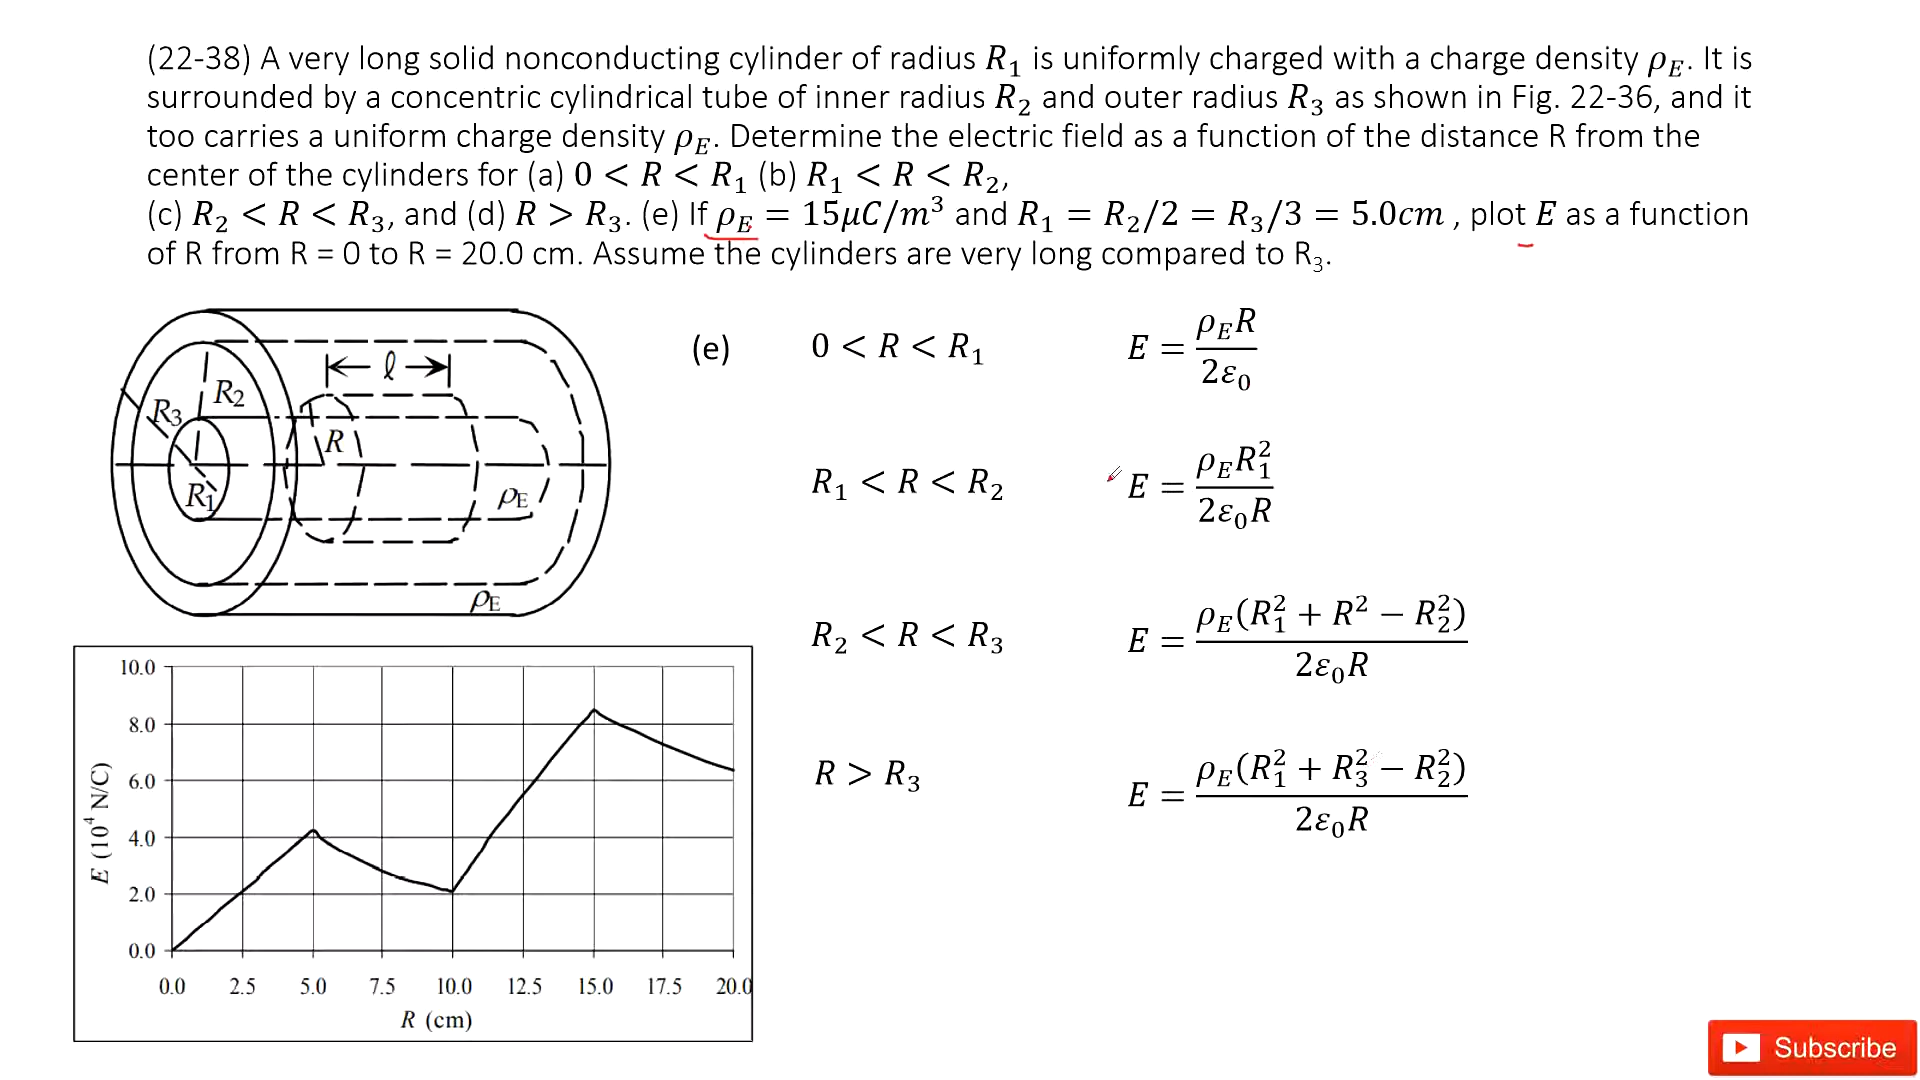 (22-38) A very long solid nonconducting cylinder of radius R₁ is uniformly charged with a charge density ρ_E. It is
surrounded by a concentric cylindrical tube of inner radius R₂ and outer radius R₃ as shown in Fig. 22-36, and it
too carries a uniform charge density ρ_E. Determine the electric field as a function of the distance R from the
center of the cylinders for (a) 0 < R < R₁ (b) R₁ < R < R₂,
(c) R₂ < R < R₃, and (d) R > R₃. (e) If ρ_E = 15μC/m³ and R₁ = R₂/2 = R₃/3 = 5.0cm , plot E as a function
of R from R = 0 to R = 20.0 cm. Assume the cylinders are very long compared to R₃.
ℓ
R₂
R₃
R
R₁
ρ_E
ρ_E
(e) 0 < R < R₁ E = ρ_E R / 2ε₀
R₁ < R < R₂ E = ρ_E R₁² / 2ε₀R
R₂ < R < R₃ E = ρ_E(R₁² + R² − R₂²) / 2ε₀R
R > R₃ E = ρ_E(R₁² + R₃² − R₂²) / 2ε₀R
E (10⁴ N/C)
10.0
8.0
6.0
4.0
2.0
0.0
0.0 2.5 5.0 7.5 10.0 12.5 15.0 17.5 20.0
R (cm)
Subscribe